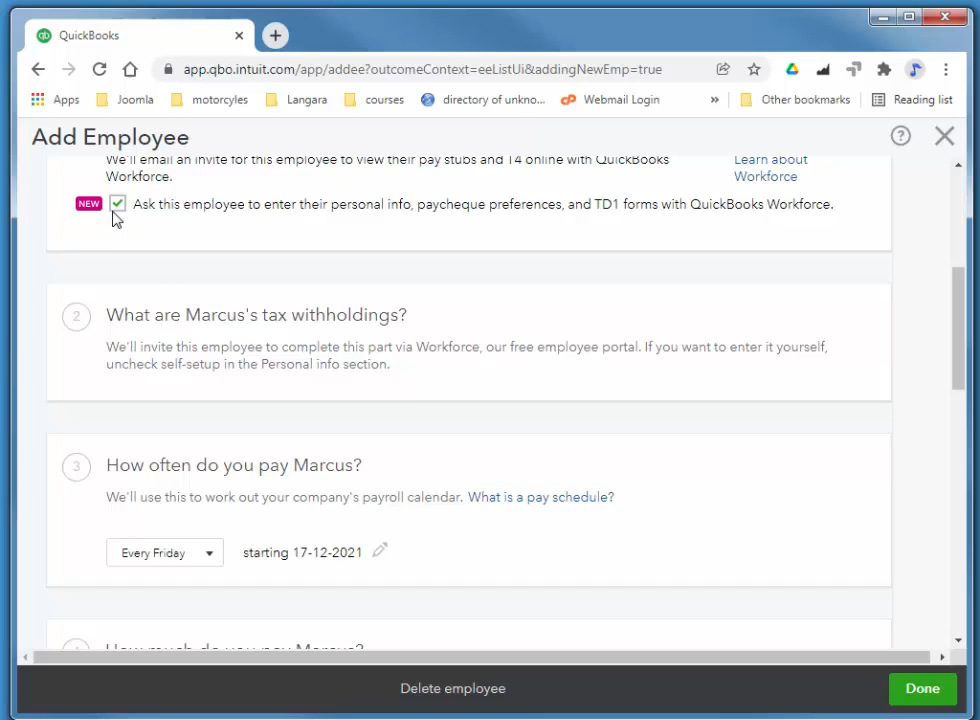 QuickBooks
app.qbo.intuit.com/app/addee?outcomeContext=eeListUi&addingNewEmp=true
Apps Joomla motorcyles Langara courses directory of unkno... Webmail Login » Other bookmarks Reading list
Add Employee
We'll email an invite for this employee to view their pay stubs and T4 online with QuickBooks Learn about
Workforce. Workforce
NEW Ask this employee to enter their personal info, paycheque preferences, and TD1 forms with QuickBooks Workforce.
2 What are Marcus's tax withholdings?
We'll invite this employee to complete this part via Workforce, our free employee portal. If you want to enter it yourself,
uncheck self-setup in the Personal info section.
3 How often do you pay Marcus?
We'll use this to work out your company's payroll calendar. What is a pay schedule?
Every Friday starting 17-12-2021
How much do you pay Marcus?
Delete employee Done